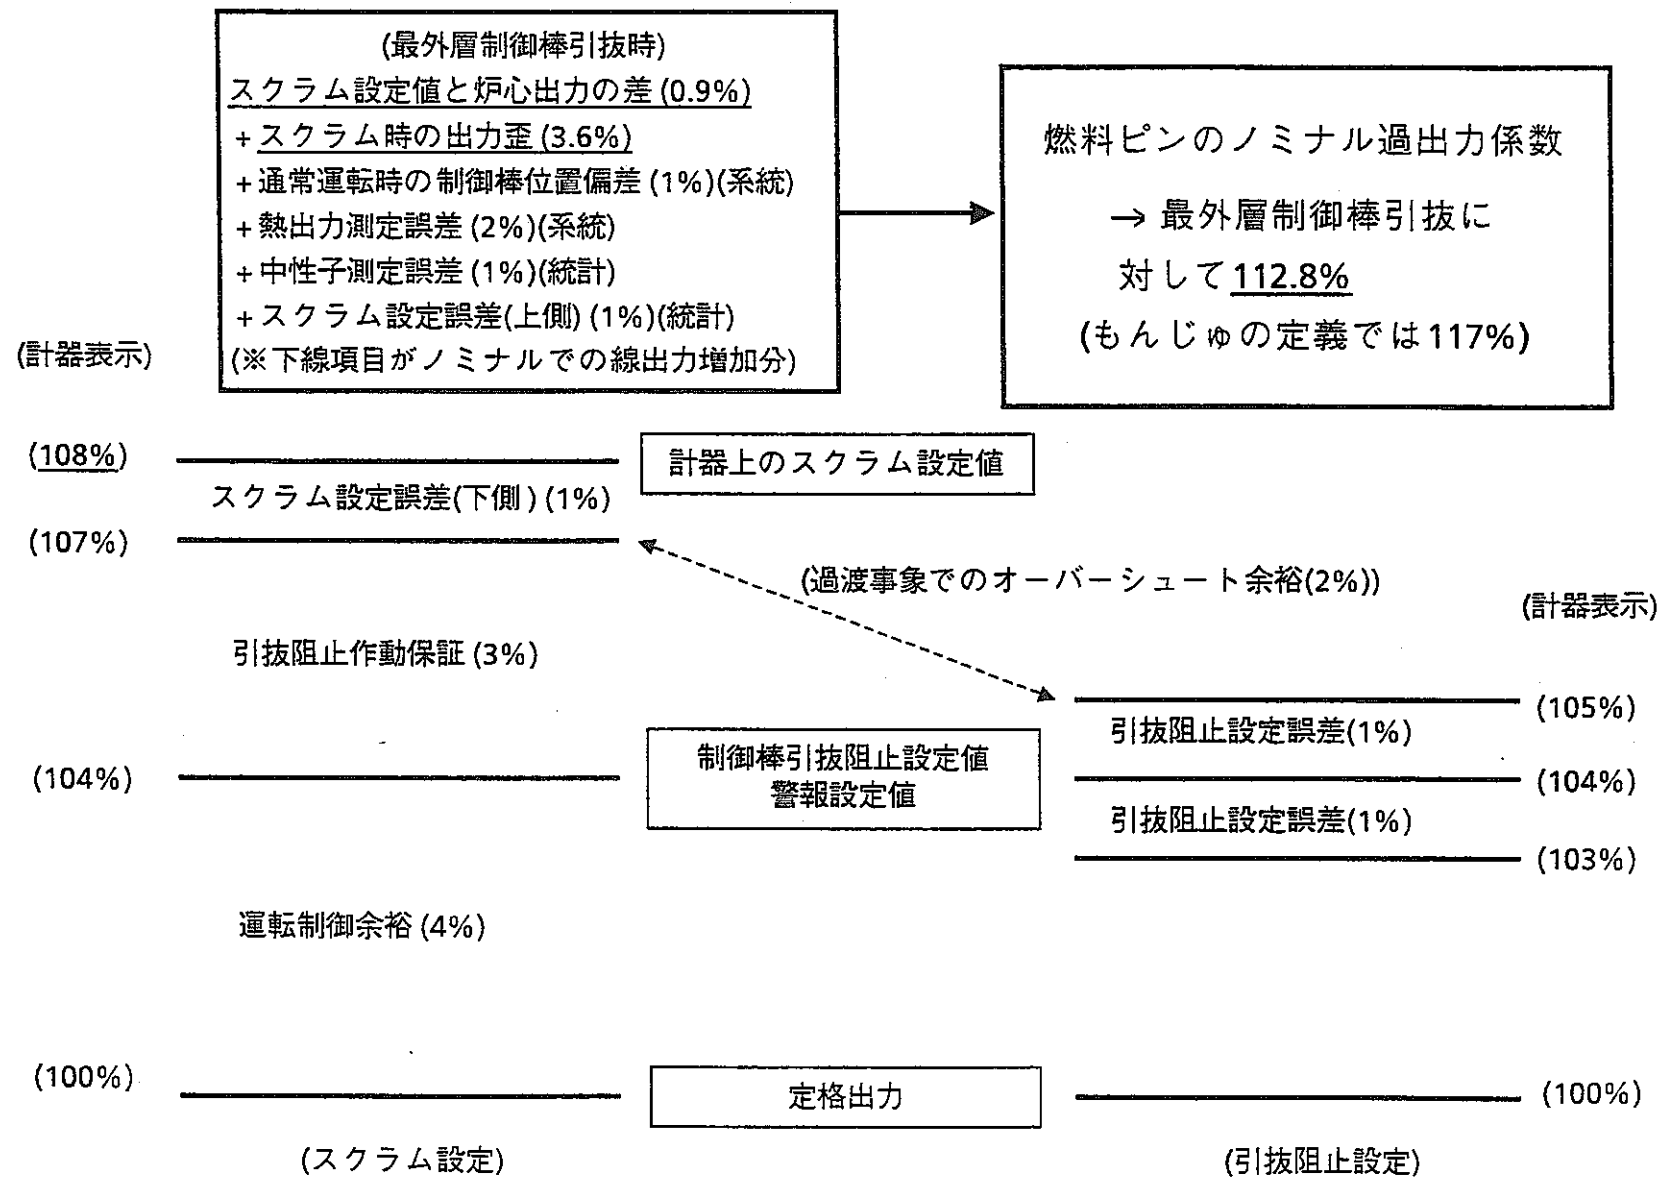 (最外層制御棒引抜時)
スクラム設定値と炉心出力の差 (0.9%)
+ スクラム時の出力歪 (3.6%)
+ 通常運転時の制御棒位置偏差 (1%)(系統)
+ 熱出力測定誤差 (2%)(系統)
+ 中性子測定誤差 (1%)(統計)
+ スクラム設定誤差(上側) (1%)(統計)
(※下線項目がノミナルでの線出力増加分)
燃料ピンのノミナル過出力係数
→ 最外層制御棒引抜に
対して 112.8%
(もんじゅの定義では 117%)
(計器表示)
(108%)
計器上のスクラム設定値
スクラム設定誤差(下側) (1%)
(107%)
(過渡事象でのオーバーシュート余裕(2%))
(計器表示)
引抜阻止作動保証 (3%)
(105%)
引抜阻止設定誤差(1%)
(104%)
制御棒引抜阻止設定値
警報設定値
(104%)
引抜阻止設定誤差(1%)
(103%)
運転制御余裕 (4%)
(100%)
定格出力
(100%)
(スクラム設定)
(引抜阻止設定)